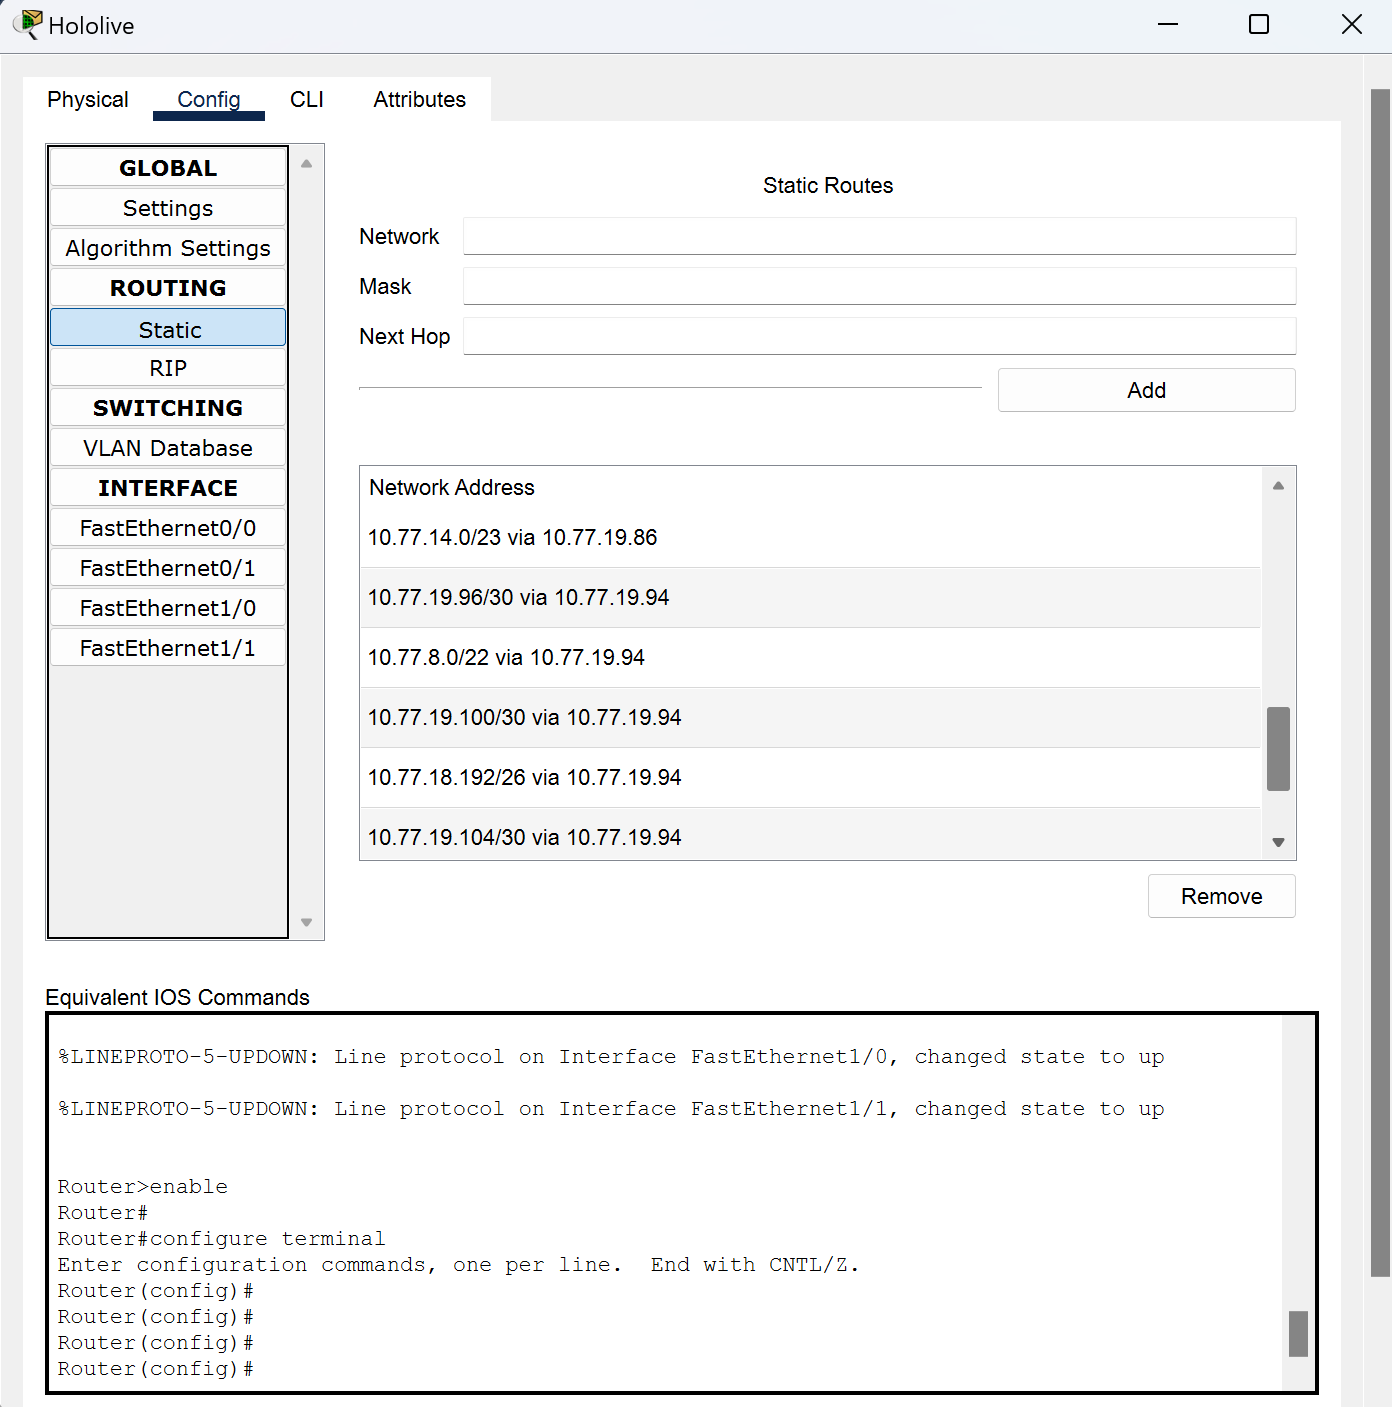 Hololive
Physical Config CLI Attributes
GLOBAL
Settings
Algorithm Settings
ROUTING
Static
RIP
SWITCHING
VLAN Database
INTERFACE
FastEthernet0/0
FastEthernet0/1
FastEthernet1/0
FastEthernet1/1
Static Routes
Network
Mask
Next Hop
Add
Network Address
10.77.14.0/23 via 10.77.19.86
10.77.19.96/30 via 10.77.19.94
10.77.8.0/22 via 10.77.19.94
10.77.19.100/30 via 10.77.19.94
10.77.18.192/26 via 10.77.19.94
10.77.19.104/30 via 10.77.19.94
Remove
Equivalent IOS Commands
%LINEPROTO-5-UPDOWN: Line protocol on Interface FastEthernet1/0, changed state to up
%LINEPROTO-5-UPDOWN: Line protocol on Interface FastEthernet1/1, changed state to up
Router>enable
Router#
Router#configure terminal
Enter configuration commands, one per line.  End with CNTL/Z.
Router(config)#
Router(config)#
Router(config)#
Router(config)#